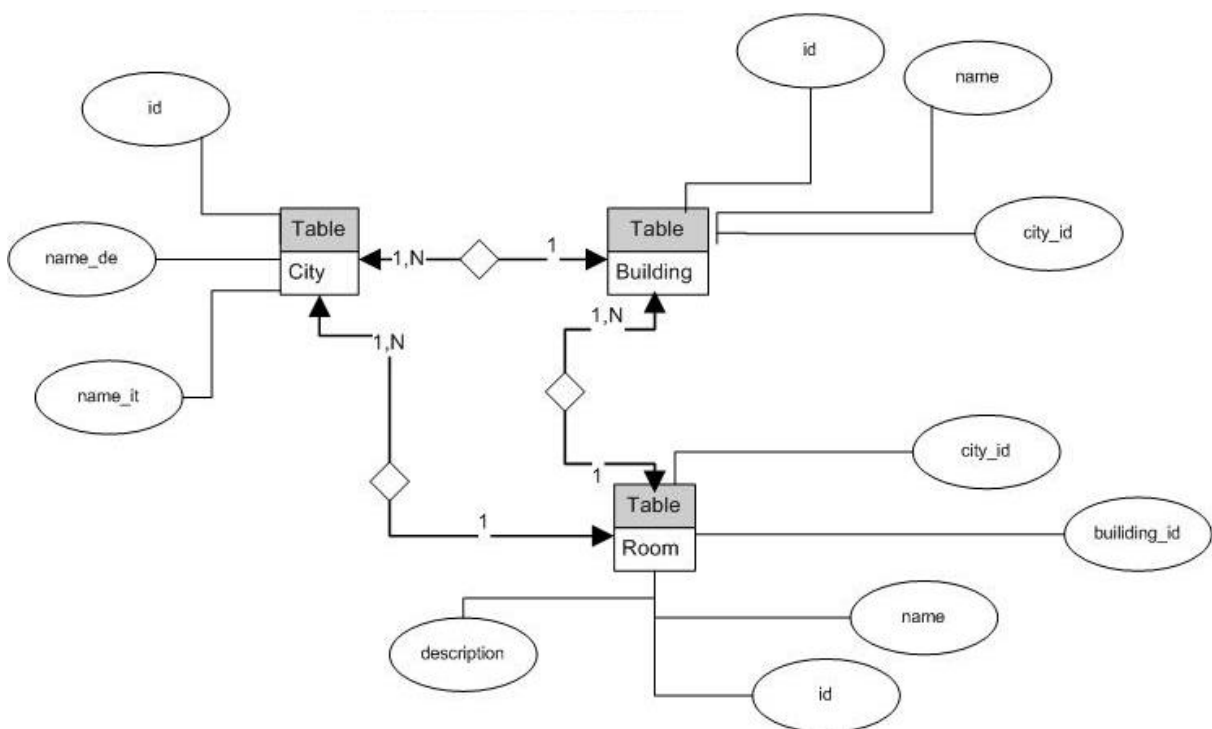 id
name
id
Table
City
name_de
name_it
1,N
1
Table
Building
city_id
1,N
1,N
1
city_id
Table
Room
1
builiding_id
name
description
id